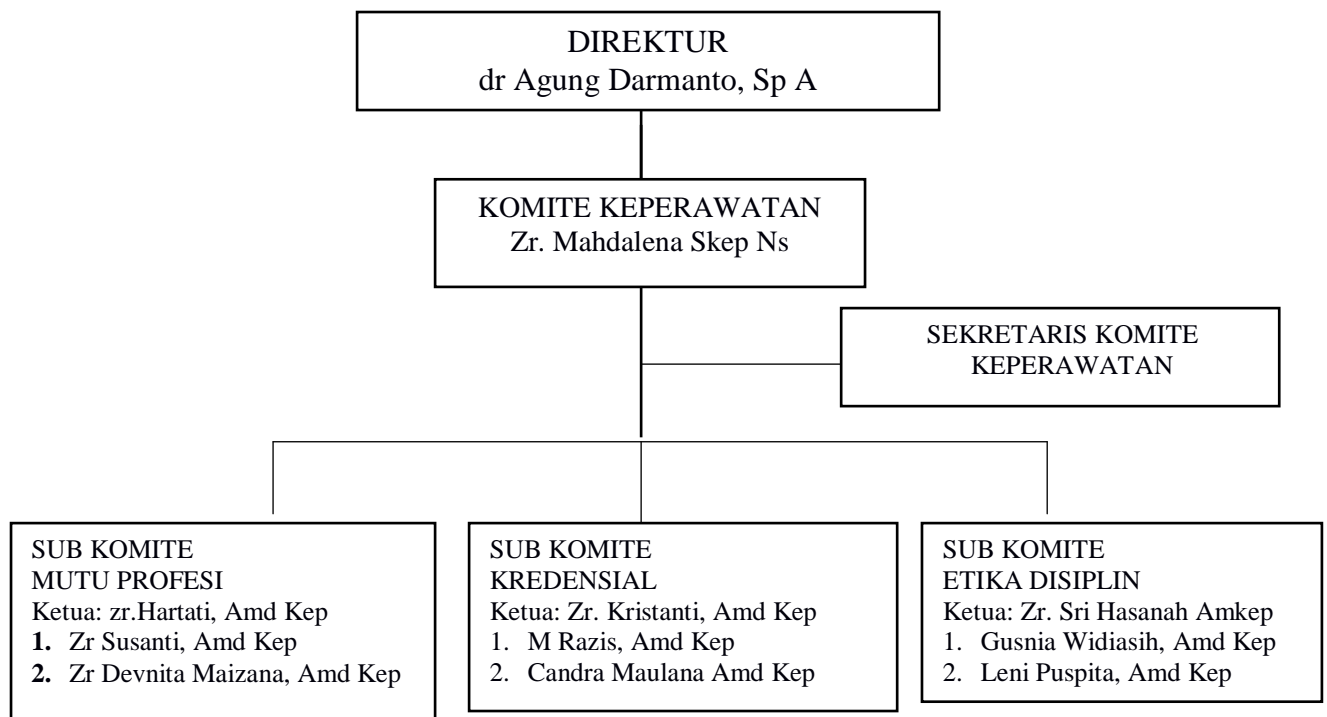 DIREKTUR
dr Agung Darmanto, Sp A
KOMITE KEPERAWATAN
Zr. Mahdalena Skep Ns
SEKRETARIS KOMITE
KEPERAWATAN
SUB KOMITE
MUTU PROFESI
Ketua: zr.Hartati, Amd Kep
1. Zr Susanti, Amd Kep
2. Zr Devnita Maizana, Amd Kep
SUB KOMITE
KREDENSIAL
Ketua: Zr. Kristanti, Amd Kep
1. M Razis, Amd Kep
2. Candra Maulana Amd Kep
SUB KOMITE
ETIKA DISIPLIN
Ketua: Zr. Sri Hasanah Amkep
1. Gusnia Widiasih, Amd Kep
2. Leni Puspita, Amd Kep